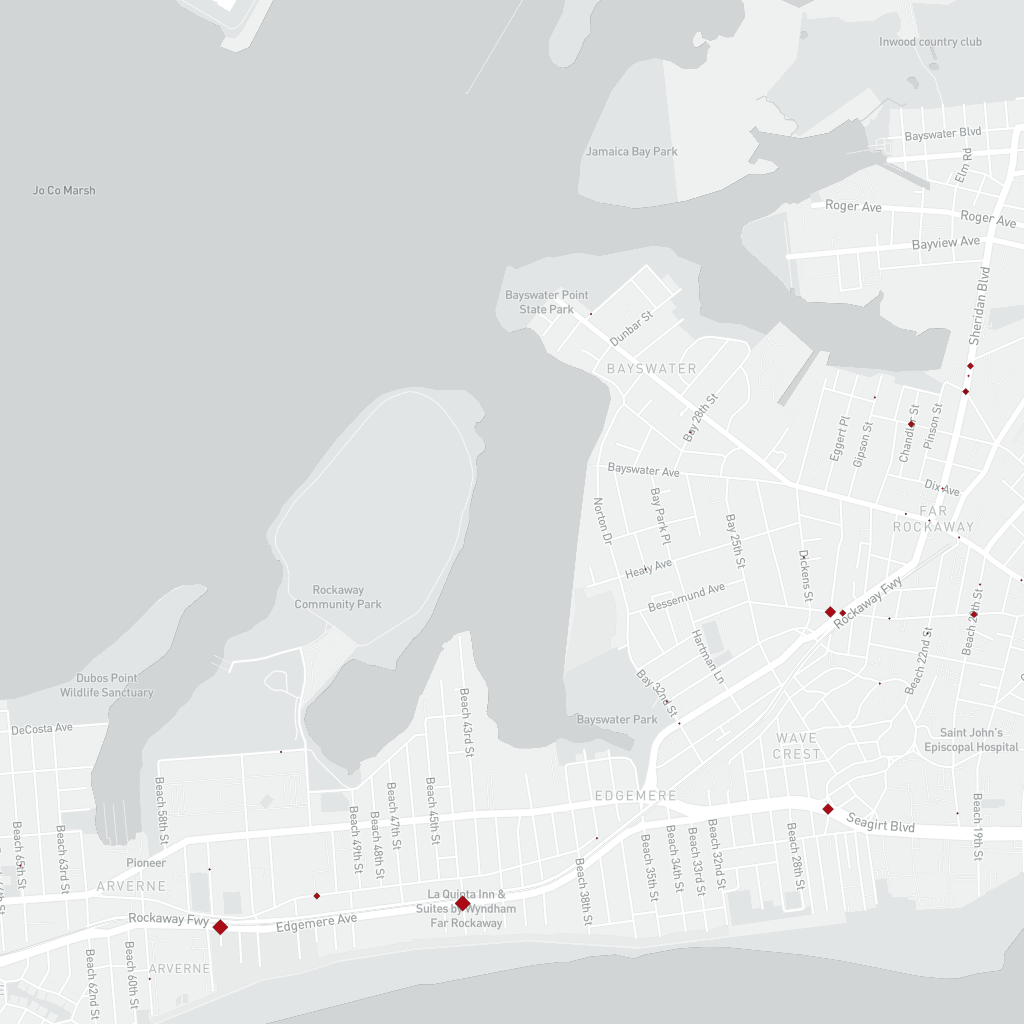 Inwood country club
Bayswater Blvd
Jamaica Bay Park
Elm Rd
Jo Co Marsh
Roger Ave
Roger Ave
Bayview Ave
Sheridan Blvd
Bayswater Point
State Park
Dunbar St
BAYSWATER
Bay 28th St
Eggert Pl
Gipson St
Chandler St
Pinson St
Bayswater Ave
Dix Ave
Norton Dr
Bay Park Pl
Bay 25th St
FAR
ROCKAWAY
Healy Ave
Dickens St
Rockaway
Community Park
Bessemund Ave
Rockaway Fwy
Beach 20th St
Hartman Ln
Beach 22nd St
Dubos Point
Wildlife Sanctuary
Bay 32nd St
DeCosta Ave
Beach 43rd St
Bayswater Park
WAVE
CREST
Saint John's
Episcopal Hospital
EDGEMERE
Beach 58th St
Beach 49th St
Beach 48th St
Beach 47th St
Beach 45th St
Seagirt Blvd
Beach 19th St
Beach 65th St
Beach 63rd St
Pioneer
ARVERNE
Beach 38th St
Beach 35th St
Beach 34th St
Beach 33rd St
Beach 32nd St
Beach 28th St
La Quinta Inn &
Suites by Wyndham
Far Rockaway
Rockaway Fwy
Edgemere Ave
ARVERNE
Beach 62nd St
Beach 60th St